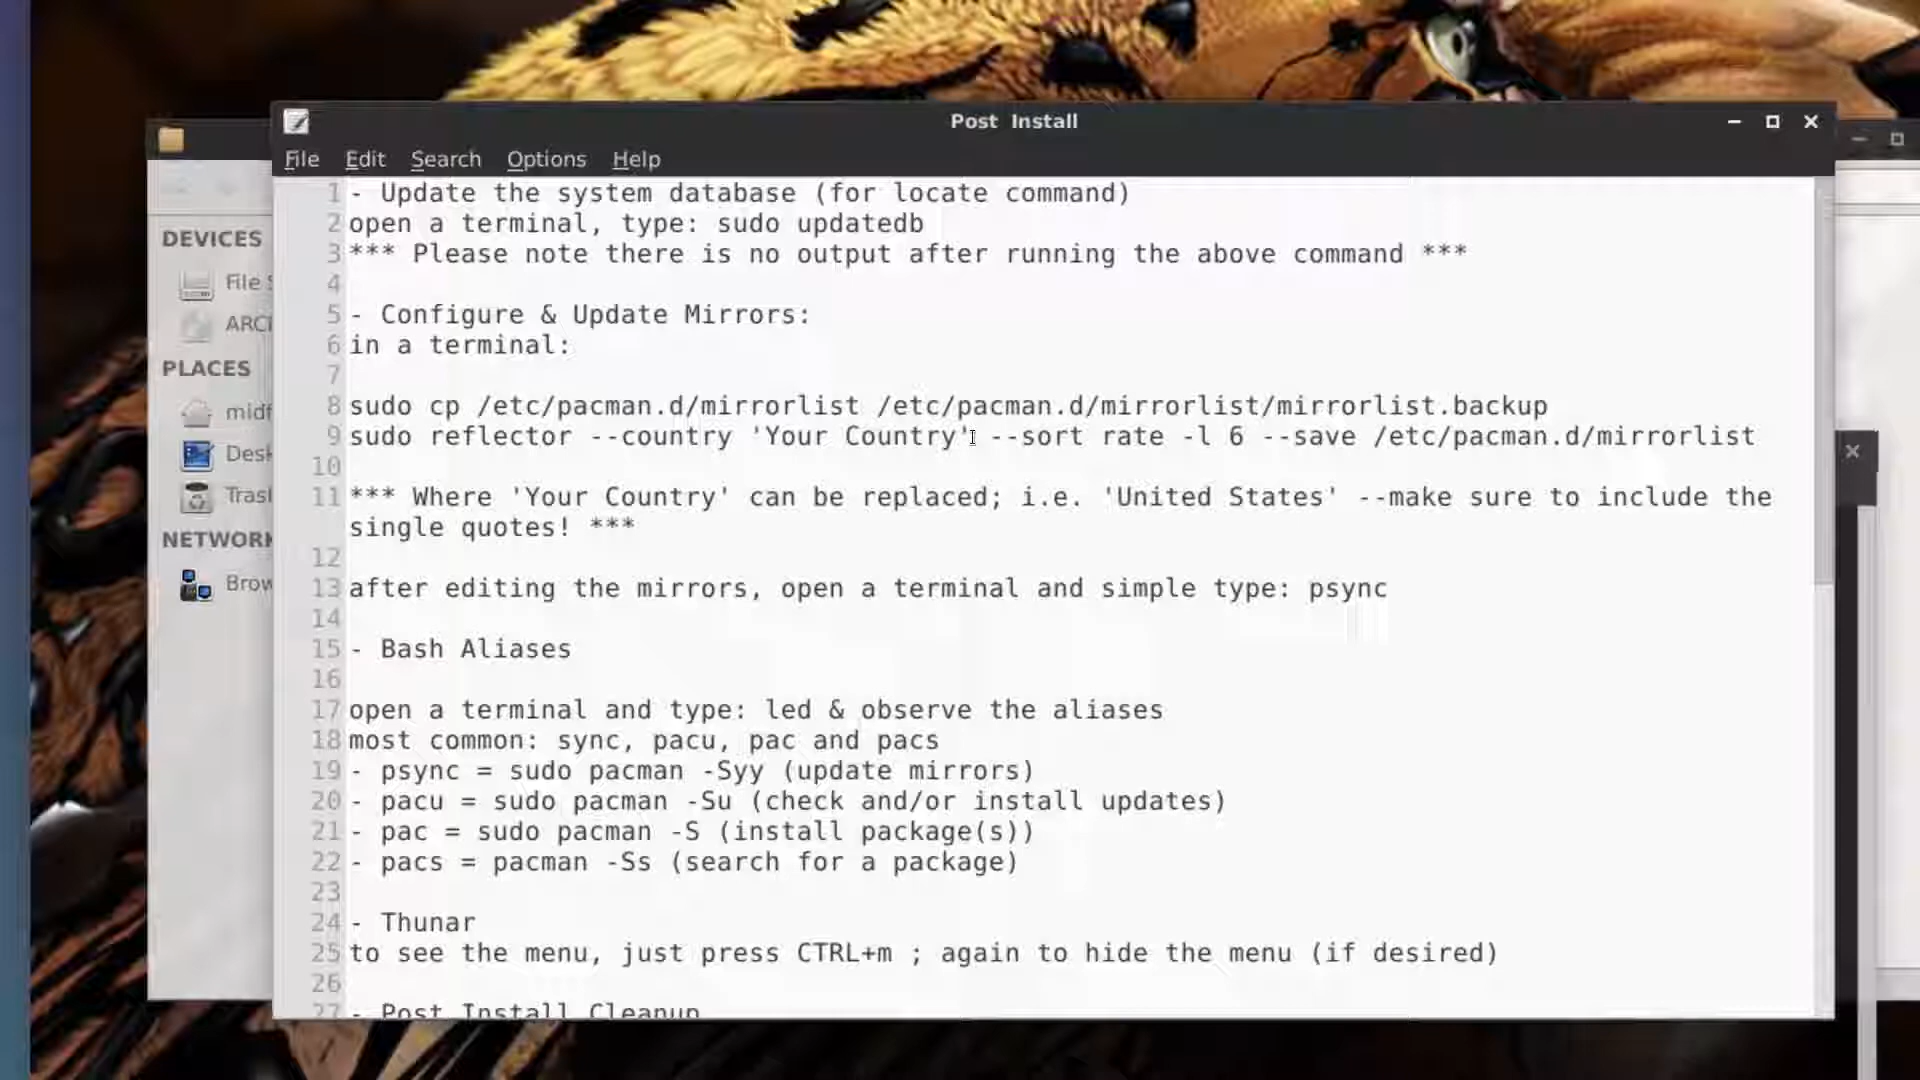 Post Install
File Edit Search Options Help
DEVICES
File
PLACES
NETWORK
1 - Update the system database (for locate command)
2 open a terminal, type: sudo updatedb
3 *** Please note there is no output after running the above command ***
4
5 - Configure & Update Mirrors:
6 in a terminal:
7
8 sudo cp /etc/pacman.d/mirrorlist /etc/pacman.d/mirrorlist/mirrorlist.backup
9 sudo reflector --country 'Your Country' --sort rate -l 6 --save /etc/pacman.d/mirrorlist
10
11 *** Where 'Your Country' can be replaced; i.e. 'United States' --make sure to include the
single quotes! ***
12
13 after editing the mirrors, open a terminal and simple type: psync
14
15 - Bash Aliases
16
17 open a terminal and type: led & observe the aliases
18 most common: sync, pacu, pac and pacs
19 - psync = sudo pacman -Syy (update mirrors)
20 - pacu = sudo pacman -Su (check and/or install updates)
21 - pac = sudo pacman -S (install package(s))
22 - pacs = pacman -Ss (search for a package)
23
24 - Thunar
25 to see the menu, just press CTRL+m ; again to hide the menu (if desired)
26
27 - Post Install Cleanup